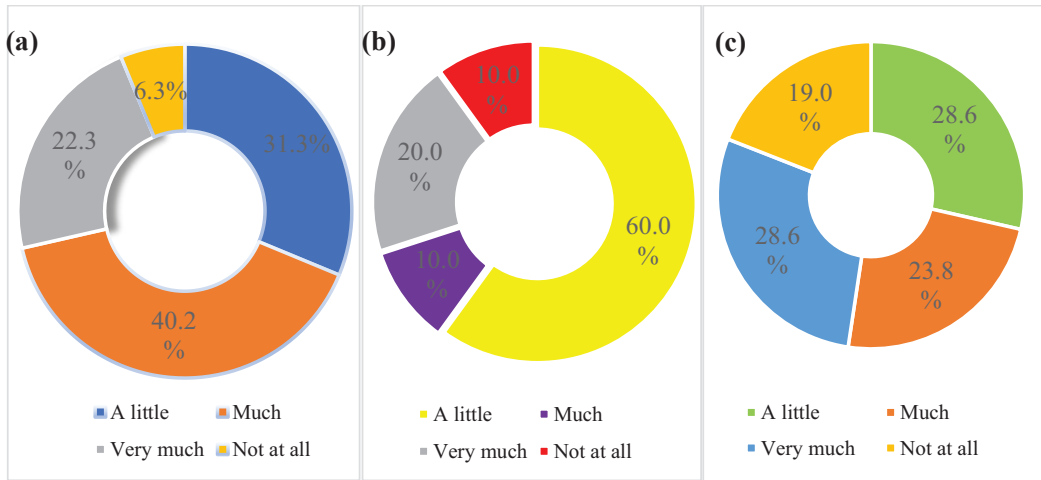 (a)
6.3%
31.3%
22.3
%
40.2
%
A little
Much
Very much
Not at all
(b)
10.0
%
20.0
%
60.0
%
10.0
%
A little
Much
Very much
Not at all
(c)
19.0
%
28.6
%
28.6
%
23.8
%
A little
Much
Very much
Not at all